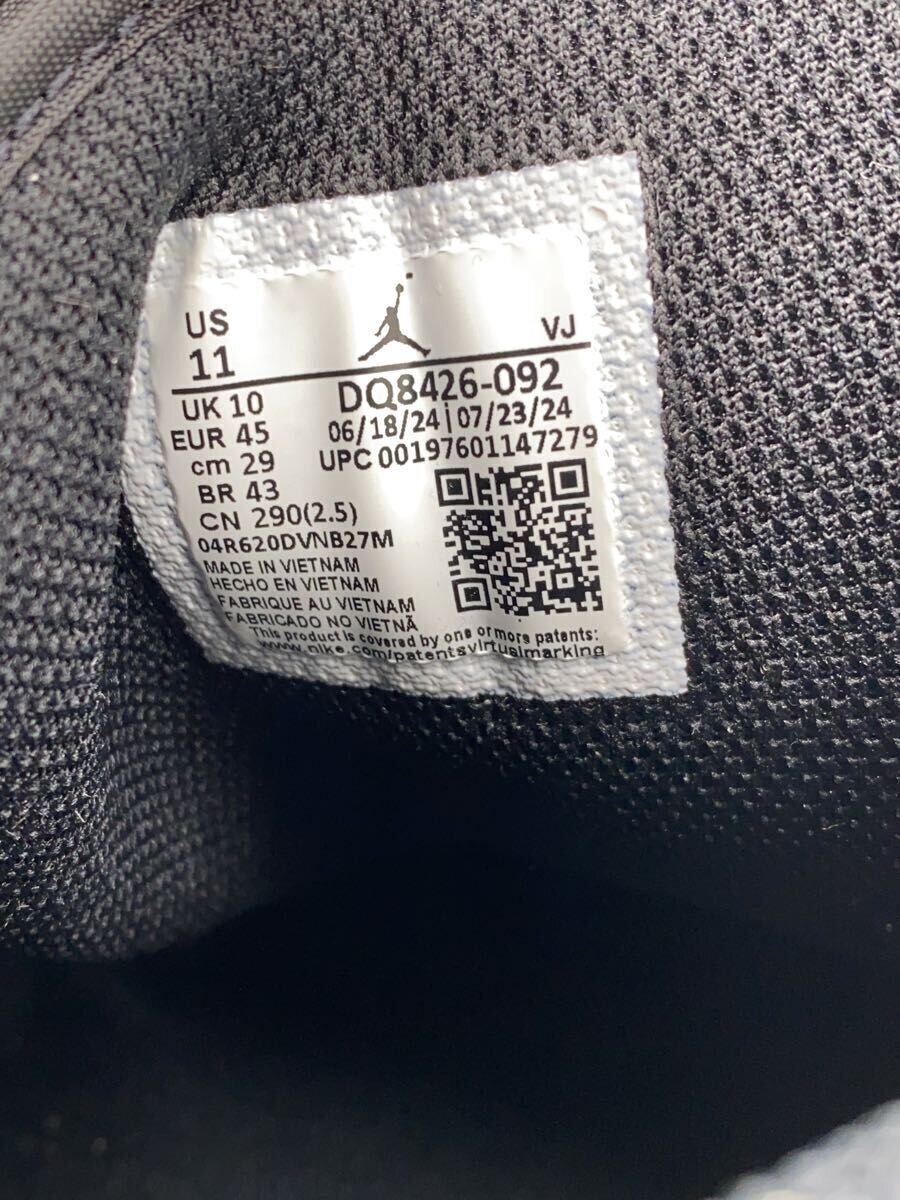 US
11
VJ
UK 10
EUR 45
cm 29
BR 43
CN 290(2.5)
DQ8426-092
06/18/24|07/23/24
UPC 00197601147279
04R620DVNB27M
MADE IN VIETNAM
HECHO EN VIETNAM
FABRIQUE AU VIETNAM
FABRICADO NO VIETNÃ
This product is covered by one or more patents:
www.nike.com/patentsvirtualmarking